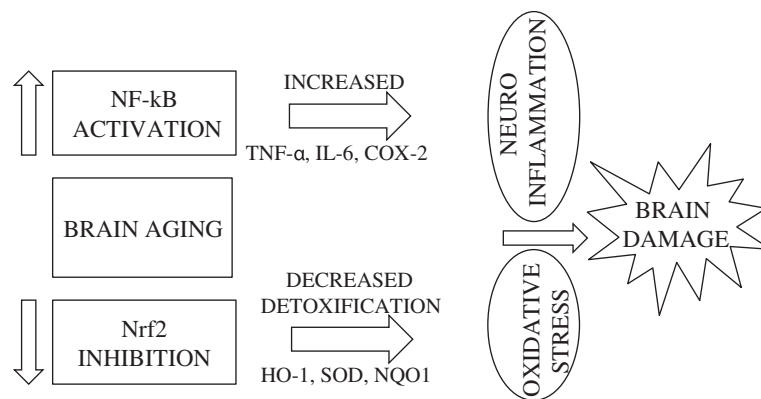 NF-kB
ACTIVATION
INCREASED
TNF-α, IL-6, COX-2
NEURO
INFLAMMATION
BRAIN AGING
BRAIN
DAMAGE
Nrf2
INHIBITION
DECREASED
DETOXIFICATION
HO-1, SOD, NQO1
OXIDATIVE
STRESS